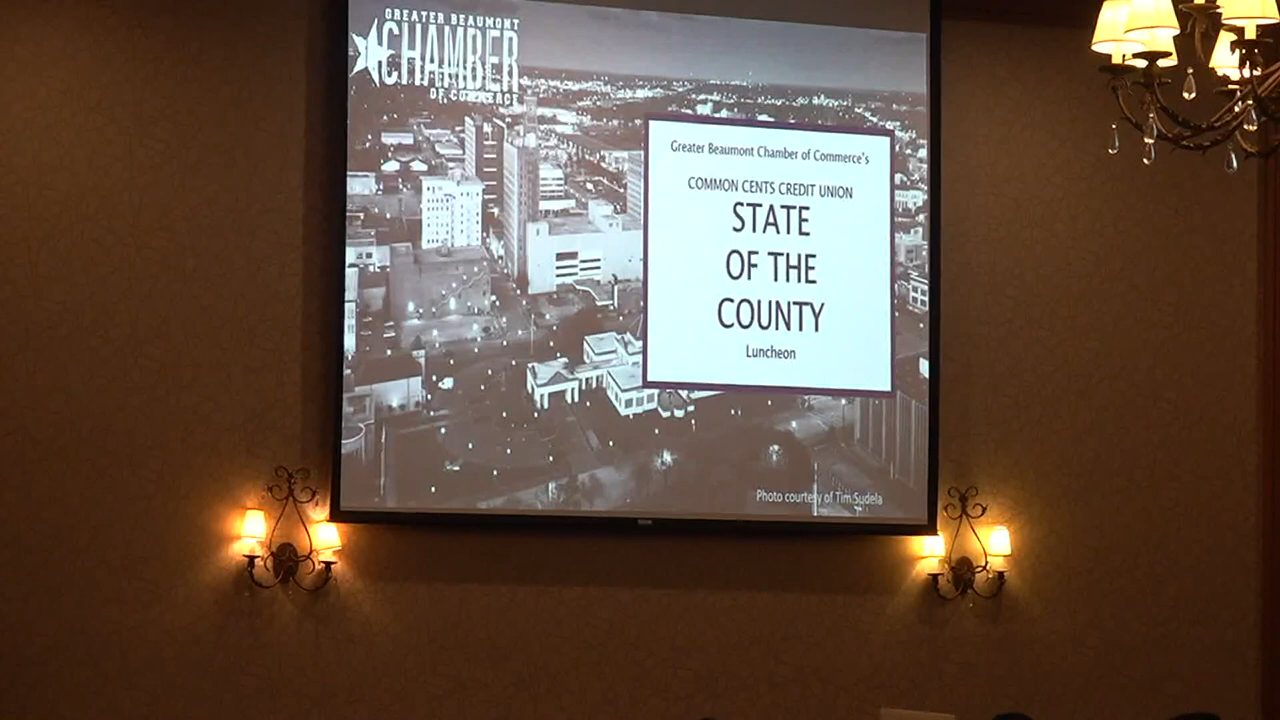 GREATER BEAUMONT
CHAMBER
OF COMMERCE
Greater Beaumont Chamber of Commerce's
COMMON CENTS CREDIT UNION
STATE
OF THE
COUNTY
Luncheon
Photo courtesy of Tim Sudela